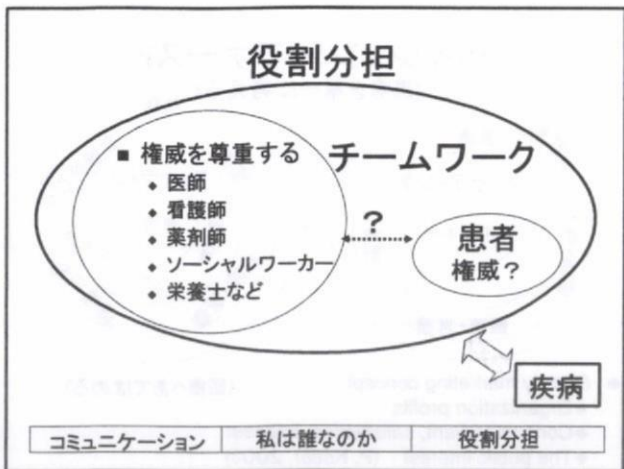 役割分担
■ 権威を尊重する
チームワーク
◆ 医師
◆ 看護師
◆ 薬剤師
◆ ソーシャルワーカー
◆ 栄養士など
?
患者
権威?
疾病
コミュニケーション 私は誰なのか 役割分担